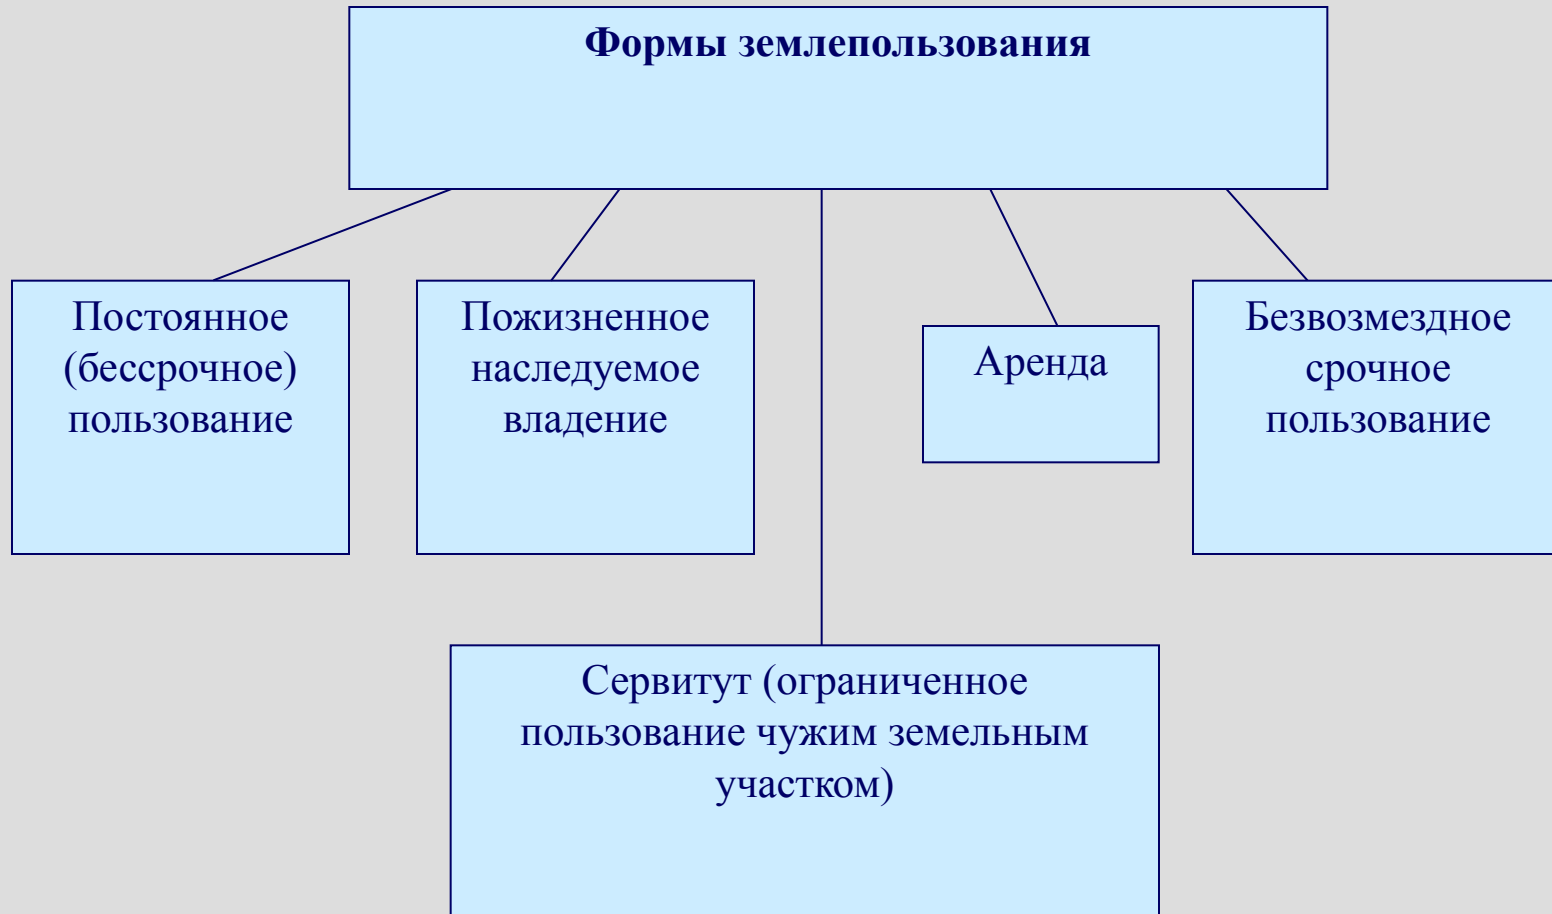 Формы землепользования
Постоянное
(бессрочное)
пользование
Пожизненное
наследуемое
владение
Аренда
Безвозмездное
срочное
пользование
Сервитут (ограниченное
пользование чужим земельным
участком)